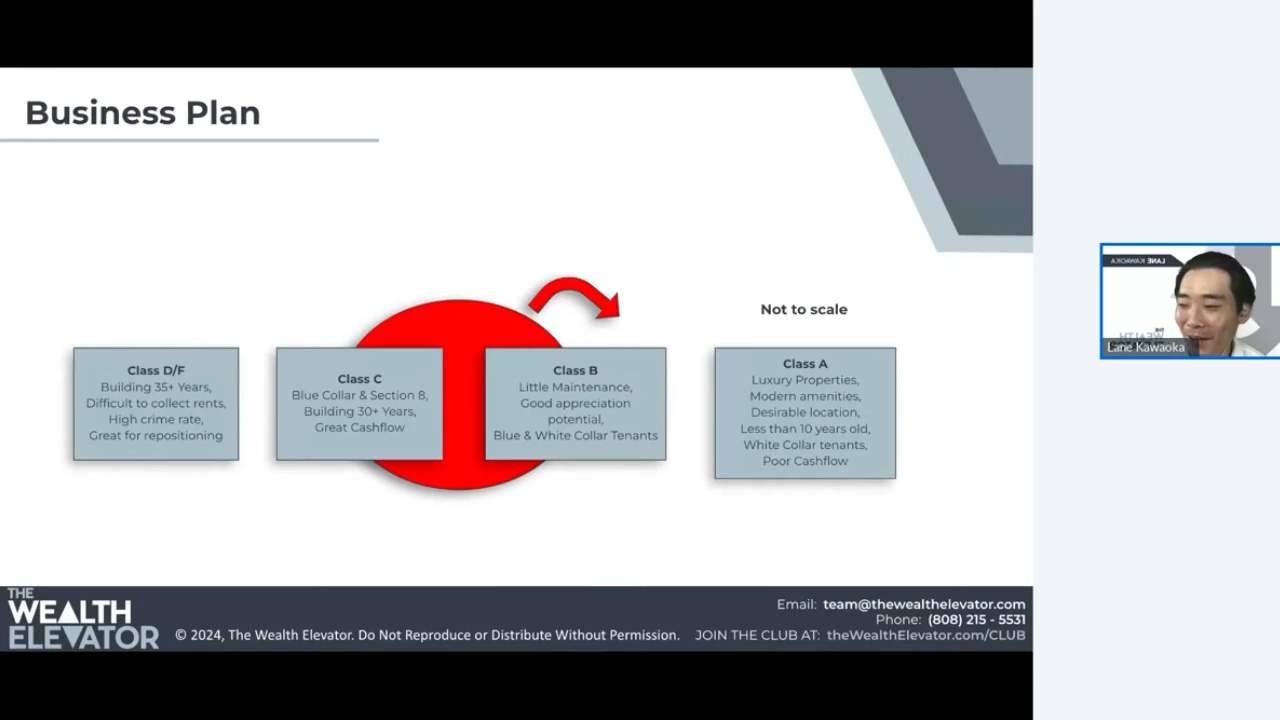 Business Plan
Not to scale
Class D/F
Building 35+ Years,
Difficult to collect rents,
High crime rate,
Great for repositioning
Class C
Blue Collar & Section 8,
Building 30+ Years,
Great Cashflow
Class B
Little Maintenance,
Good appreciation
potential,
Blue & White Collar Tenants
Class A
Luxury Properties,
Modern amenities,
Desirable location,
Less than 10 years old,
White Collar tenants,
Poor Cashflow
LANE KAWAOKA
THE
WEALTH
Lane Kawaoka
THE
WEALTH
ELEVATOR
© 2024, The Wealth Elevator. Do Not Reproduce or Distribute Without Permission.
Email: team@thewealthelevator.com
Phone: (808) 215 - 5531
JOIN THE CLUB AT: theWealthElevator.com/CLUB